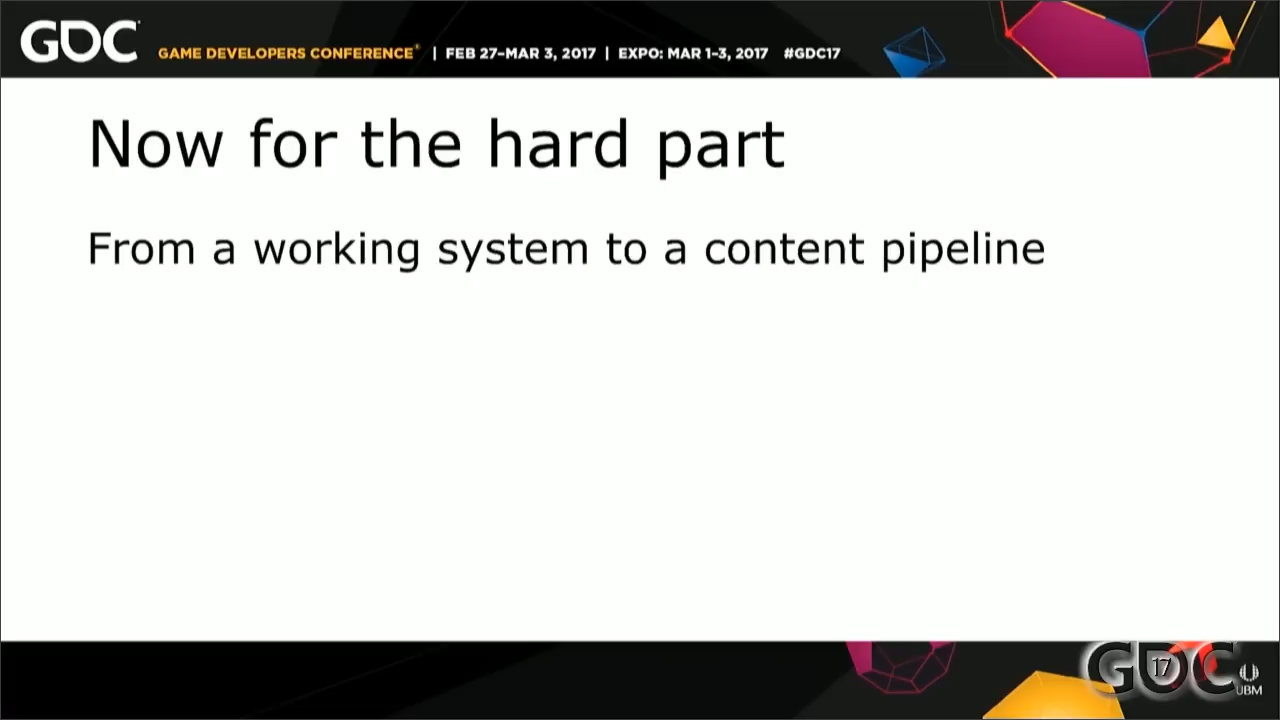 GDC GAME DEVELOPERS CONFERENCE® | FEB 27–MAR 3, 2017 | EXPO: MAR 1–3, 2017 #GDC17
Now for the hard part
From a working system to a content pipeline
GDC 17
UBM